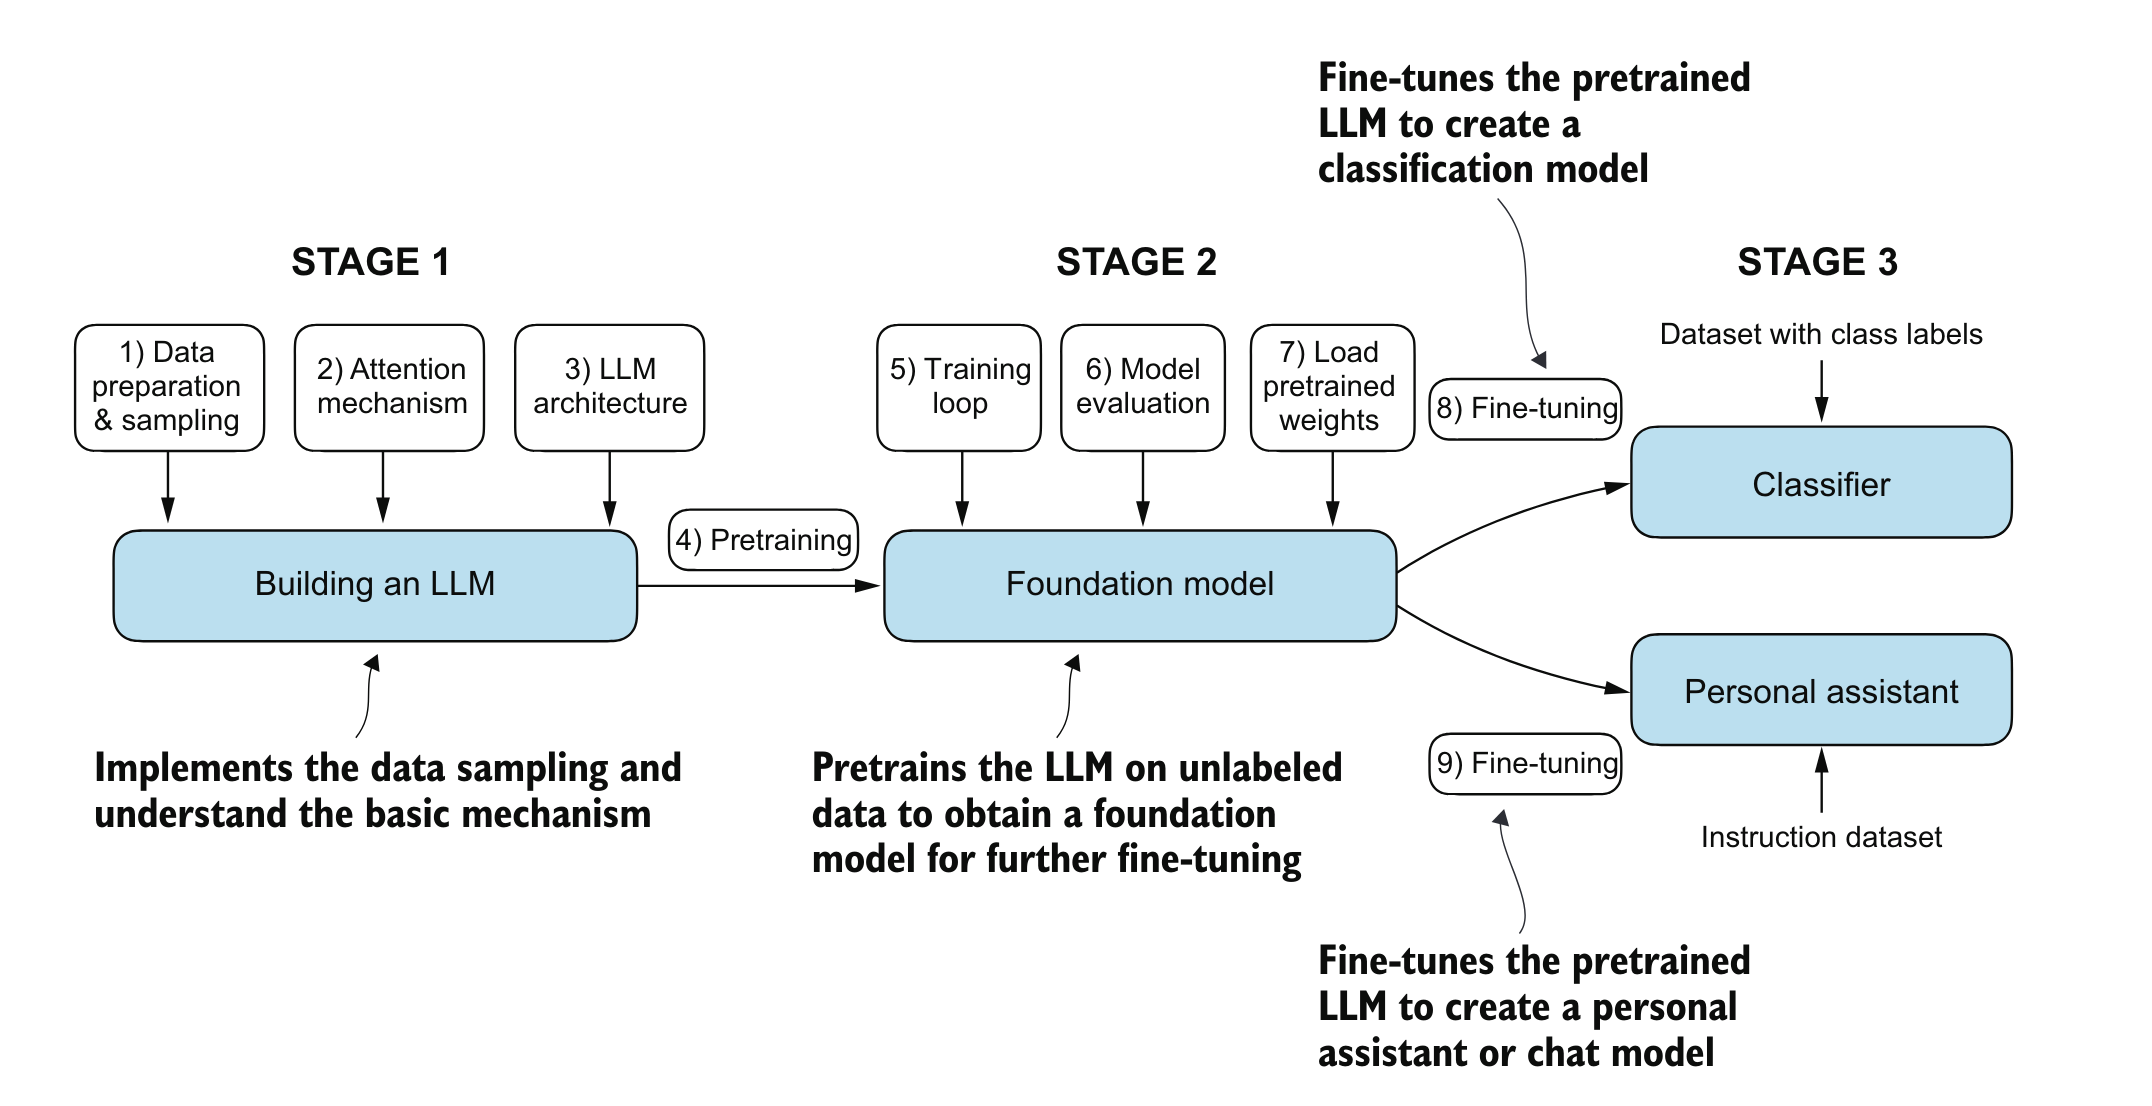 Fine-tunes the pretrained
LLM to create a
classification model
STAGE 1
STAGE 2
STAGE 3
1) Data
preparation
& sampling
2) Attention
mechanism
3) LLM
architecture
5) Training
loop
6) Model
evaluation
7) Load
pretrained
weights
8) Fine-tuning
Dataset with class labels
Classifier
4) Pretraining
Building an LLM
Foundation model
Personal assistant
9) Fine-tuning
Instruction dataset
Implements the data sampling and
understand the basic mechanism
Pretrains the LLM on unlabeled
data to obtain a foundation
model for further fine-tuning
Fine-tunes the pretrained
LLM to create a personal
assistant or chat model